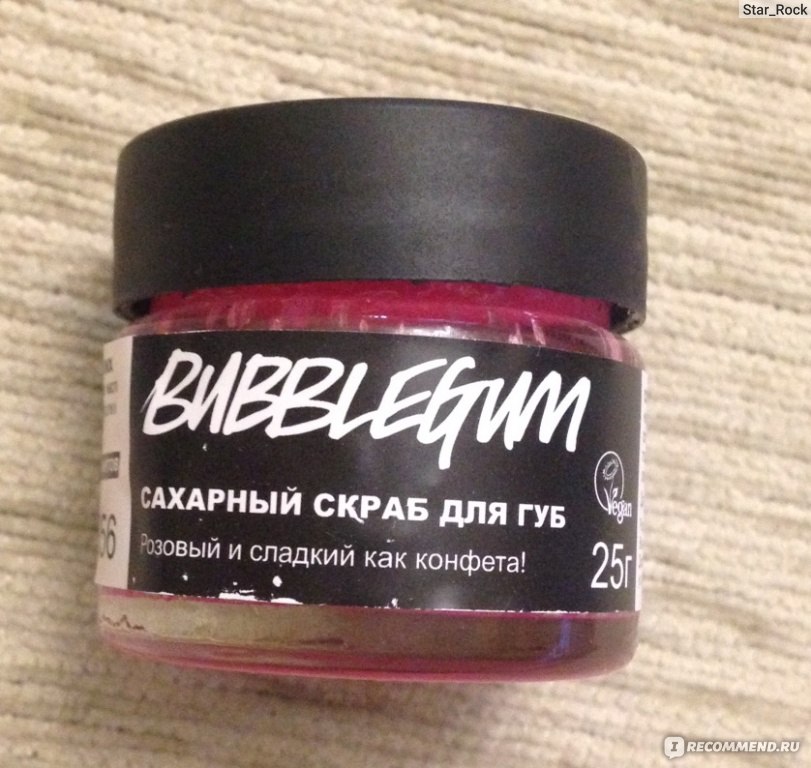 Star_Rock
BUBBLEGUM
САХАРНЫЙ СКРАБ ДЛЯ ГУБ
Vegan
Розовый и сладкий как конфета!
25г
I RECOMMEND.RU